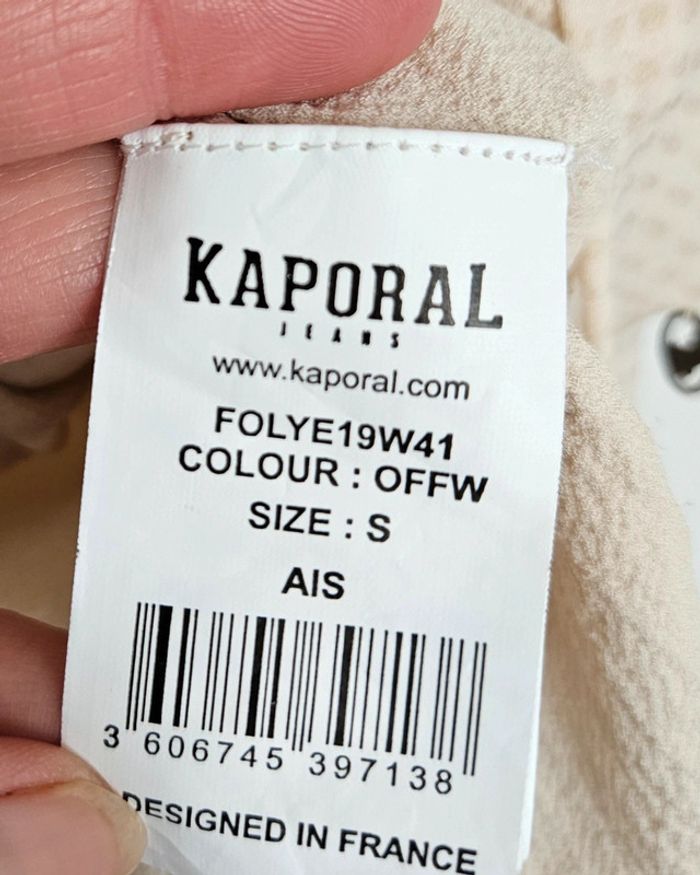 KAPORAL
JEANS
www.kaporal.com
FOLYE19W41
COLOUR : OFFW
SIZE : S
AIS
3 606745 397138
DESIGNED IN FRANCE